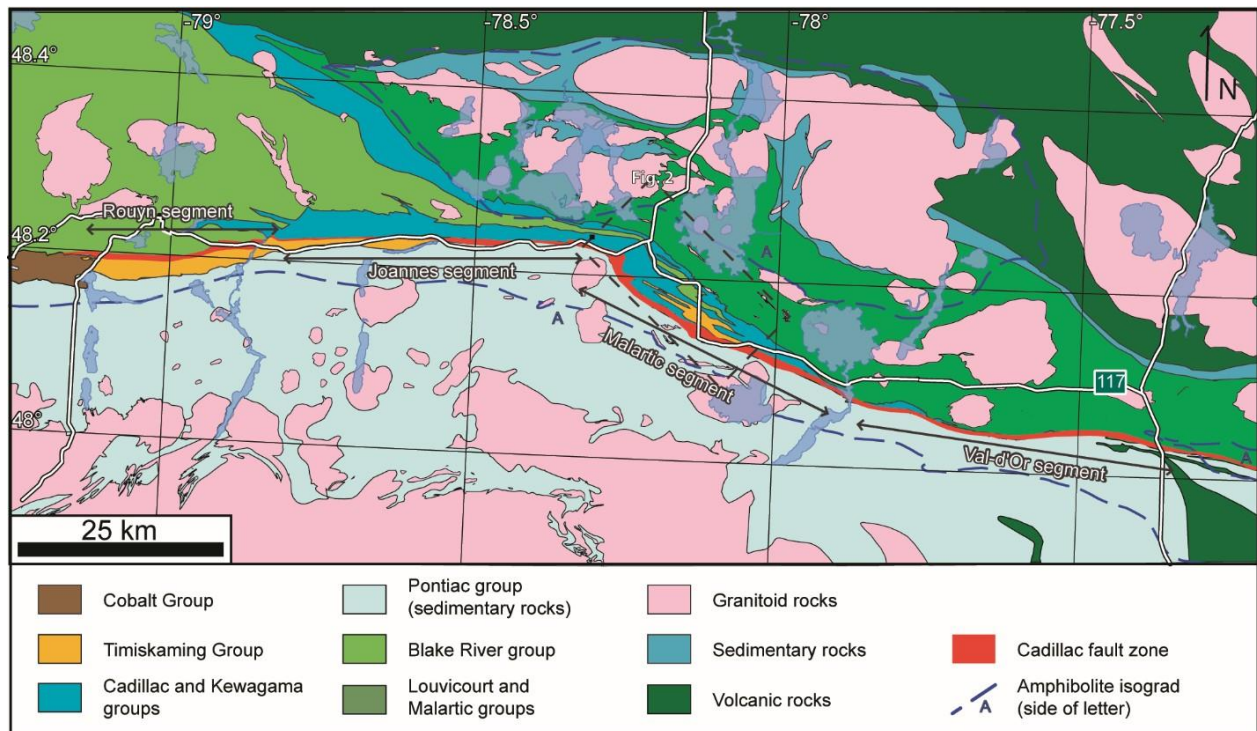 -79°
-78.5°
-78°
-77.5°
48.4°
N
Fig. 2
Rouyn segment
48.2°
A
Joannes segment
A
Malartic segment
117
48°
Val-d'Or segment
A
25 km
Cobalt Group
Timiskaming Group
Cadillac and Kewagama
groups
Pontiac group
(sedimentary rocks)
Blake River group
Louvicourt and
Malartic groups
Granitoid rocks
Sedimentary rocks
Volcanic rocks
Cadillac fault zone
A
Amphibolite isograd
(side of letter)